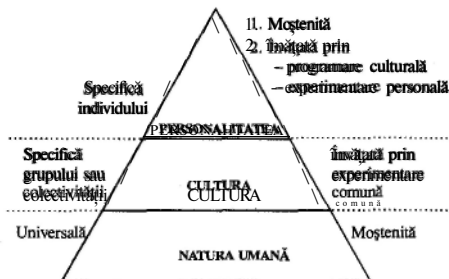 1. Moștenită
2. Învățată prin
– programare culturală
– experimentare personală
Specifică
individului
PERSONALITATEA
Specifică
grupului sau
colectivității
Învățată prin
experimentare
comună
CULTURA
Universală
Moștenită
NATURA UMANĂ